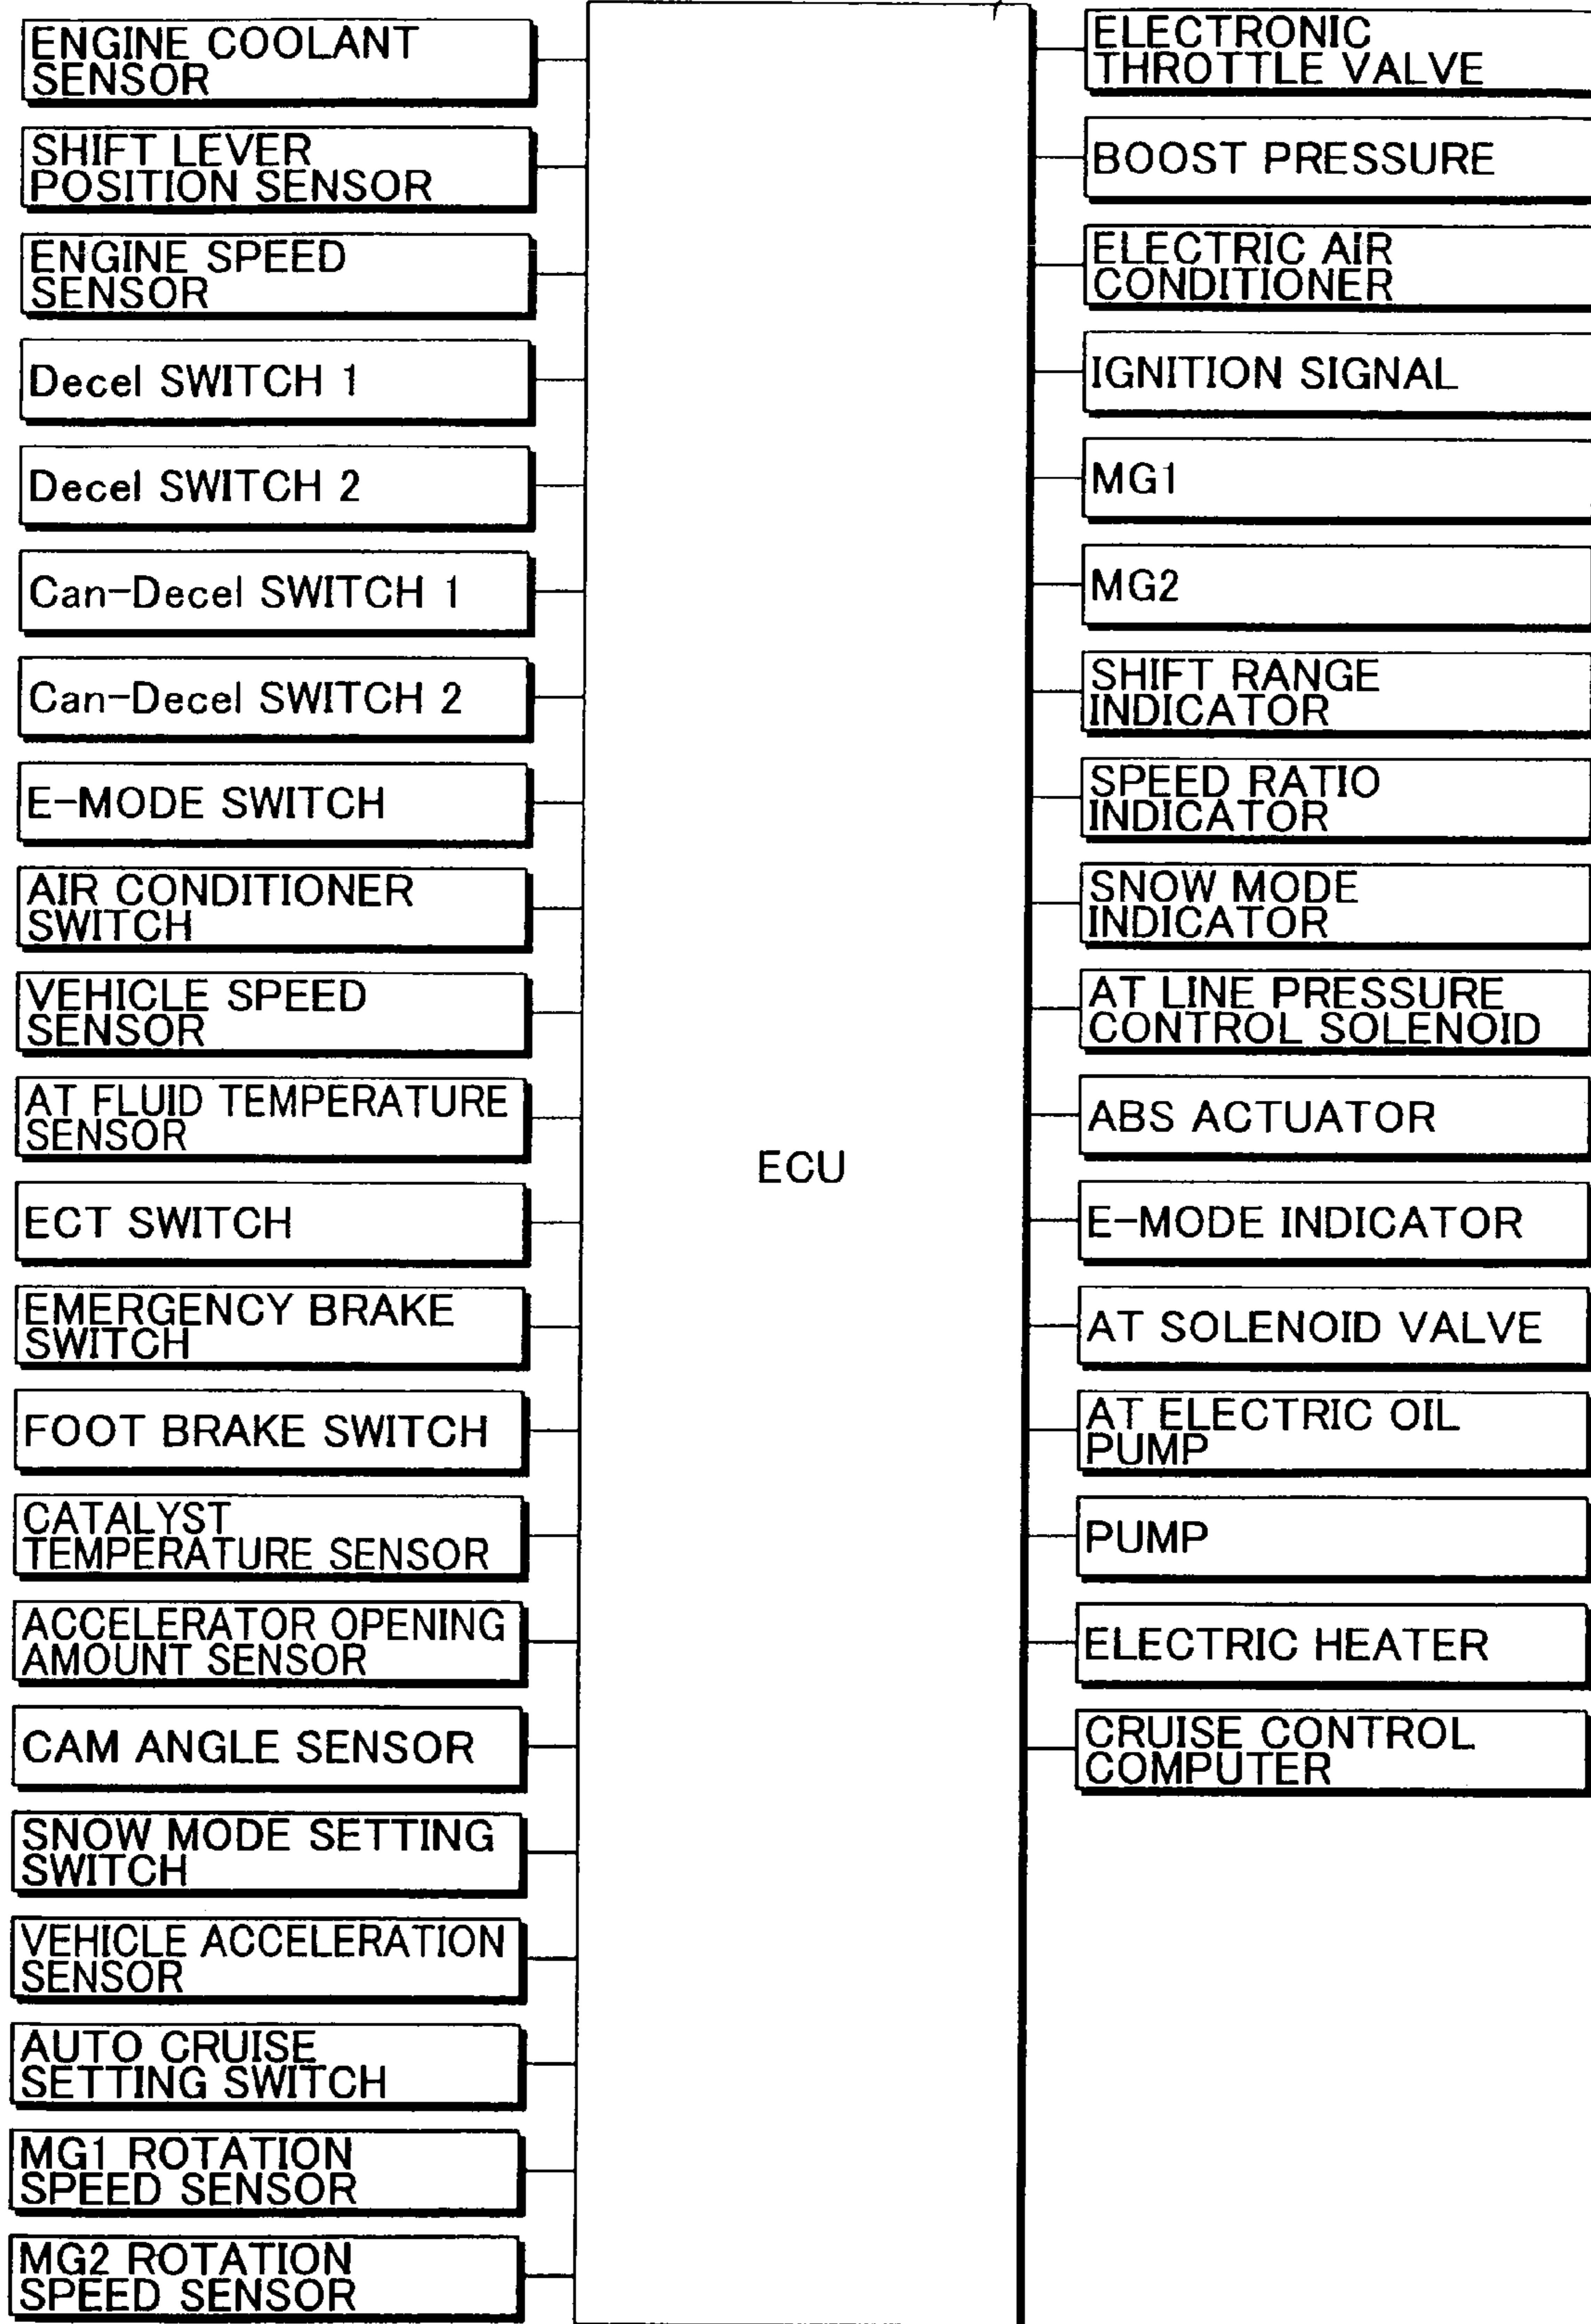 ENGINE COOLANT
SENSOR
SHIFT LEVER
POSITION SENSOR
ENGINE SPEED
SENSOR
Decel SWITCH 1
Decel SWITCH 2
Can-Decel SWITCH 1
Can-Decel SWITCH 2
E-MODE SWITCH
AIR CONDITIONER
SWITCH
VEHICLE SPEED
SENSOR
AT FLUID TEMPERATURE
SENSOR
ECT SWITCH
EMERGENCY BRAKE
SWITCH
FOOT BRAKE SWITCH
CATALYST
TEMPERATURE SENSOR
ACCELERATOR OPENING
AMOUNT SENSOR
CAM ANGLE SENSOR
SNOW MODE SETTING
SWITCH
VEHICLE ACCELERATION
SENSOR
AUTO CRUISE
SETTING SWITCH
MG1 ROTATION
SPEED SENSOR
MG2 ROTATION
SPEED SENSOR
ECU
ELECTRONIC
THROTTLE VALVE
BOOST PRESSURE
ELECTRIC AIR
CONDITIONER
IGNITION SIGNAL
MG1
MG2
SHIFT RANGE
INDICATOR
SPEED RATIO
INDICATOR
SNOW MODE
INDICATOR
AT LINE PRESSURE
CONTROL SOLENOID
ABS ACTUATOR
E-MODE INDICATOR
AT SOLENOID VALVE
AT ELECTRIC OIL
PUMP
PUMP
ELECTRIC HEATER
CRUISE CONTROL
COMPUTER